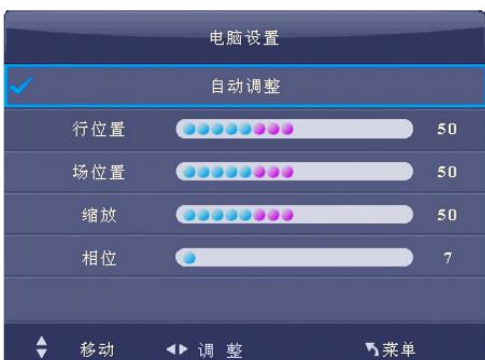 电脑设置
自动调整
行位置 50
场位置 50
缩放 50
相位 7
移动 调 整 菜单